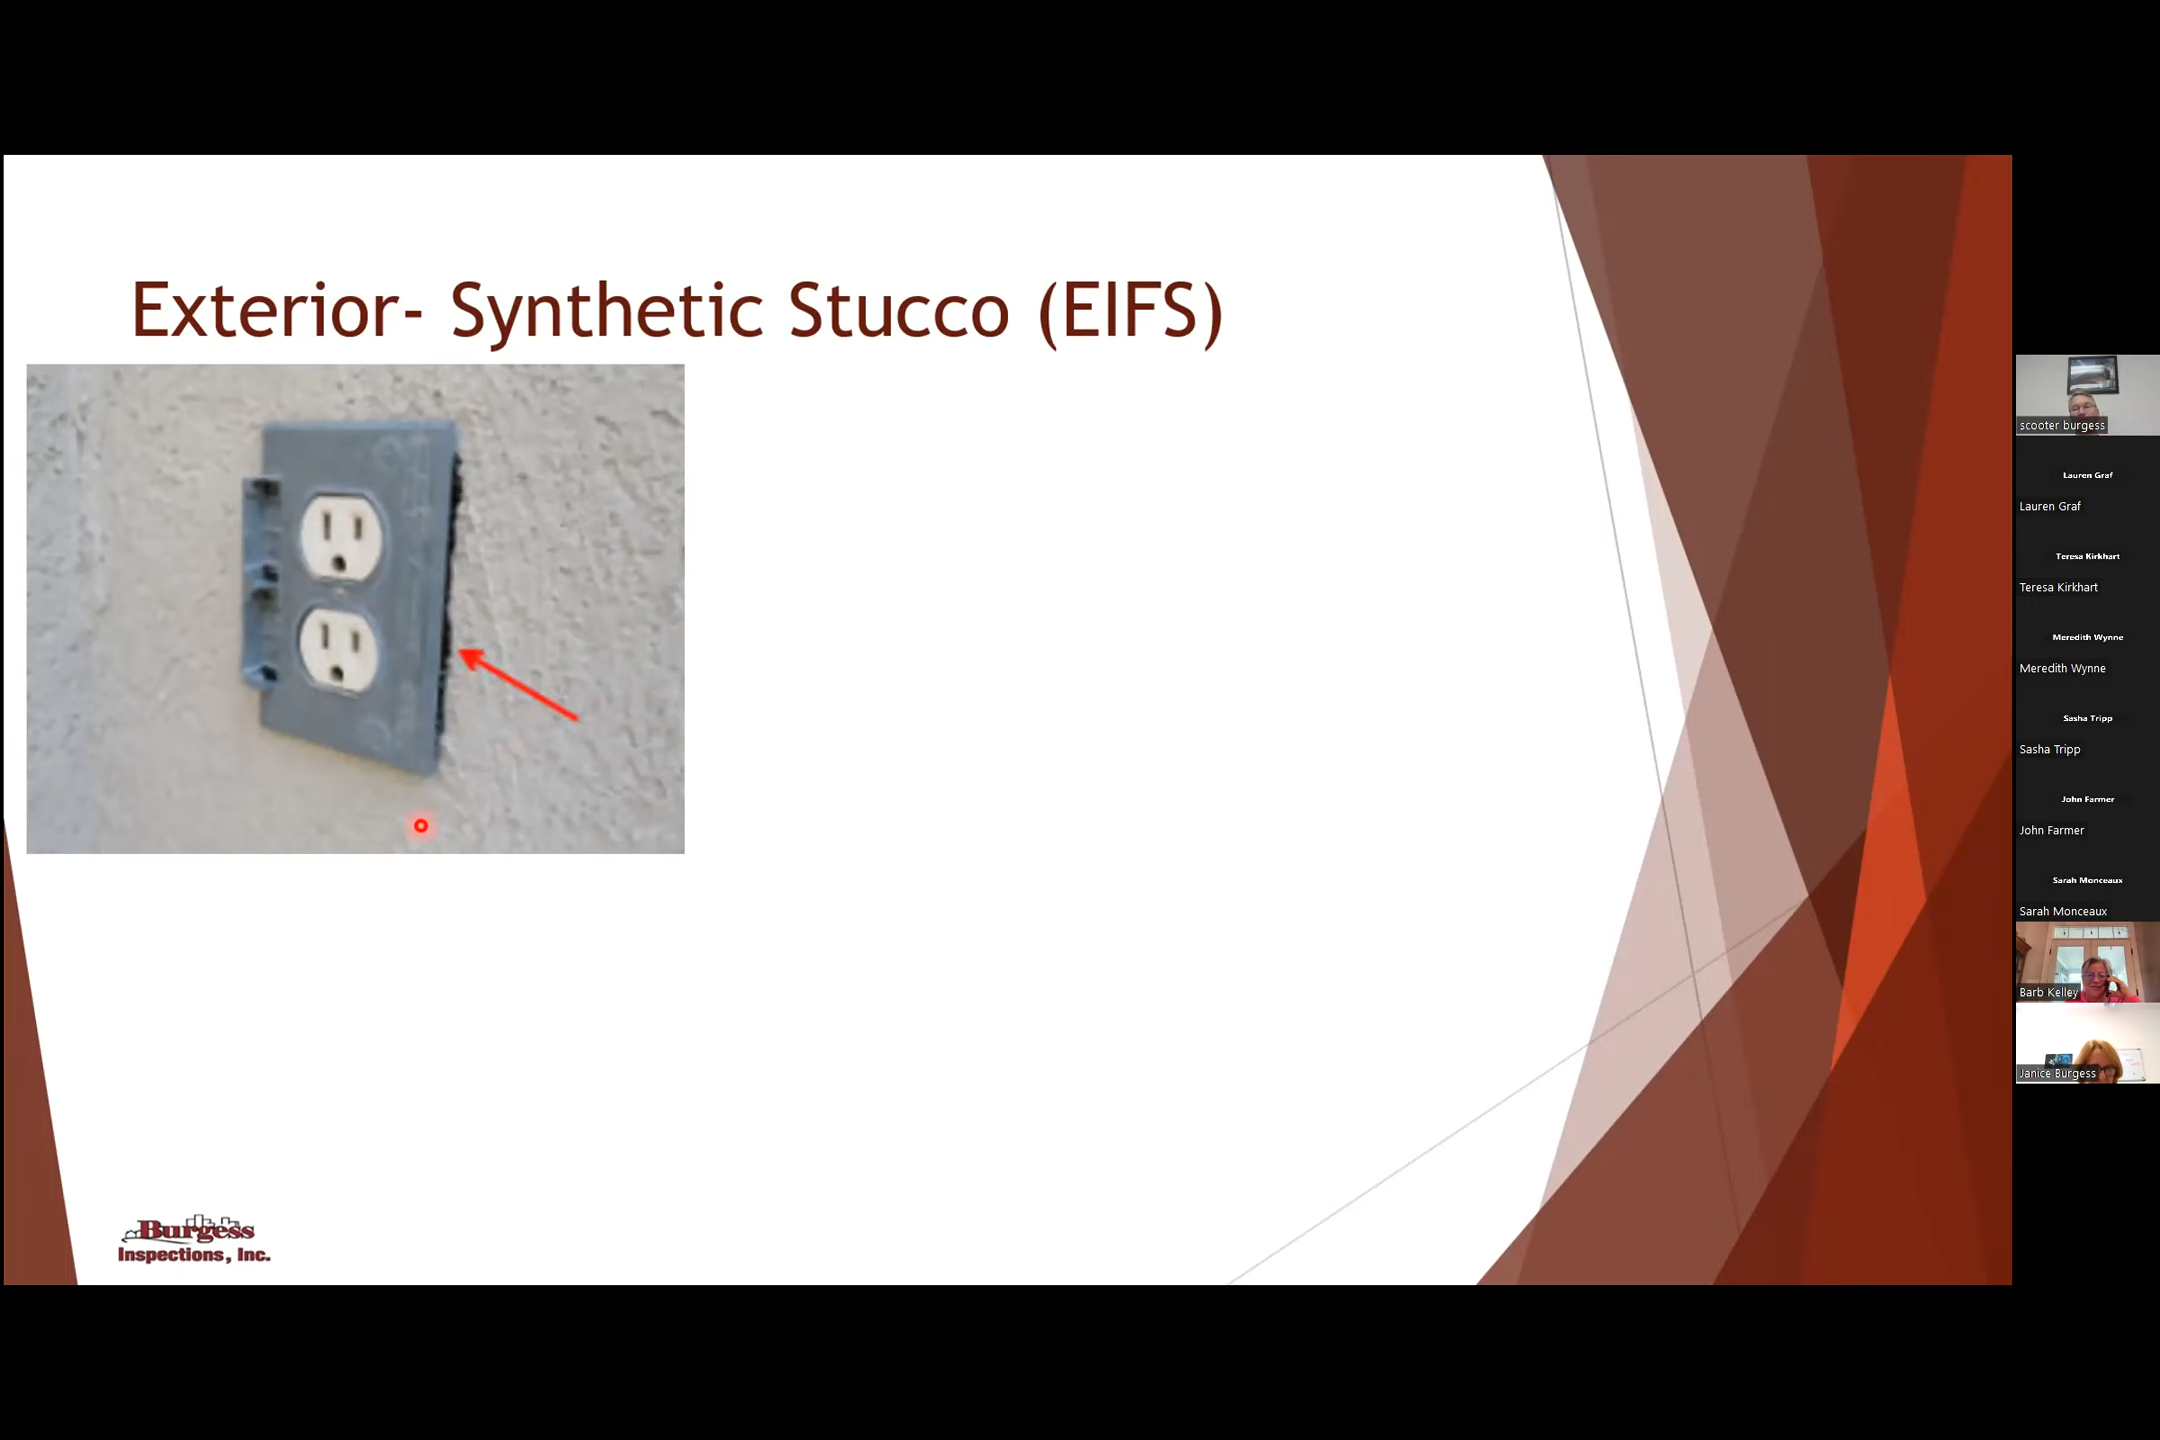 Exterior- Synthetic Stucco (EIFS)
Burgess
Inspections, Inc.
scooter burgess
Lauren Graf
Lauren Graf
Teresa Kirkhart
Teresa Kirkhart
Meredith Wynne
Meredith Wynne
Sasha Tripp
Sasha Tripp
John Farmer
John Farmer
Sarah Monceaux
Sarah Monceaux
Barb Kelley
Janice Burgess